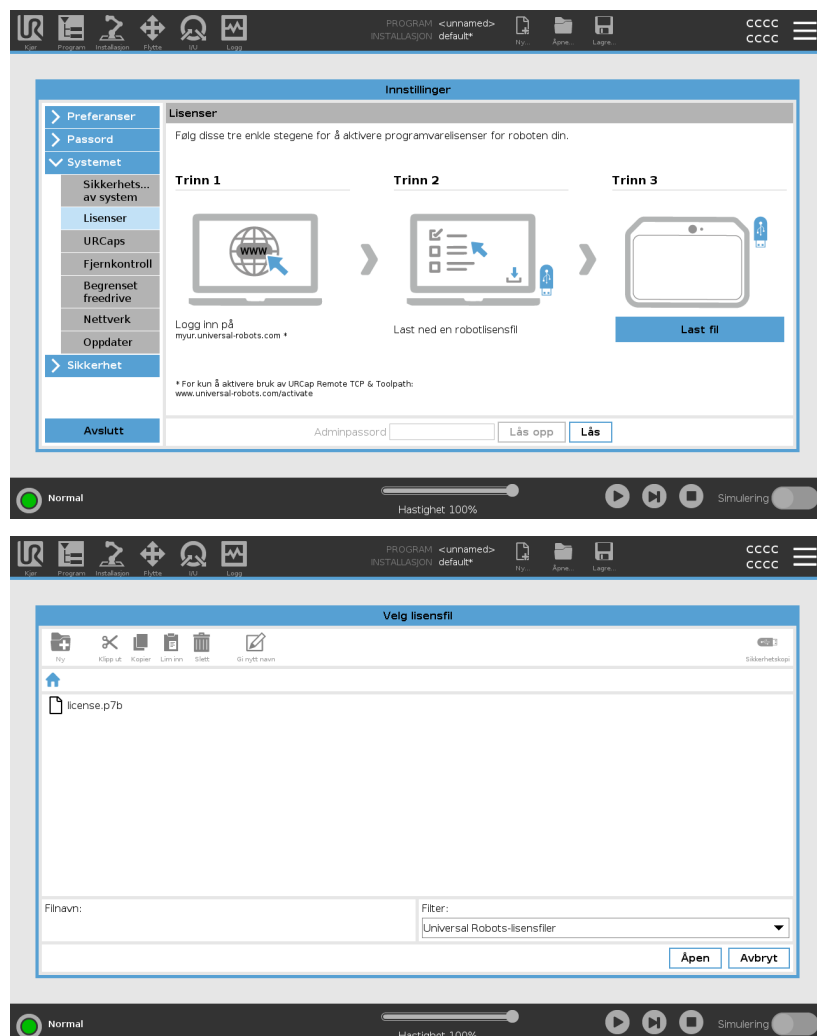 PROGRAM <unnamed>
INSTALLASJON default*
CCCC
CCCC
Kjør Program Installasjon Flytte I/U Logg Ny... Åpne... Lagre...
Innstillinger
Preferanser
Passord
Systemet
Sikkerhets...
av system
Lisenser
URCaps
Fjernkontroll
Begrenset
freedrive
Nettverk
Oppdater
Sikkerhet
Avslutt
Lisenser
Følg disse tre enkle stegene for å aktivere programvarelisenser for roboten din.
Trinn 1 Trinn 2 Trinn 3
WWW
Logg inn på
myur.universal-robots.com *
Last ned en robotlisensfil
Last fil
* For kun å aktivere bruk av URCap Remote TCP & Toolpath:
www.universal-robots.com/activate
Adminpassord Lås opp Lås
Normal
Hastighet 100%
Simulering
PROGRAM <unnamed>
INSTALLASJON default*
CCCC
CCCC
Kjør Program Installasjon Flytte I/U Logg Ny... Åpne... Lagre...
Velg lisensfil
Ny Klipp ut Kopier Lim inn Slett Gi nytt navn Sikkerhetskopi
license.p7b
Filnavn: Filter:
Universal Robots-lisensfiler
Åpen Avbryt
Normal
Hastighet 100%
Simulering